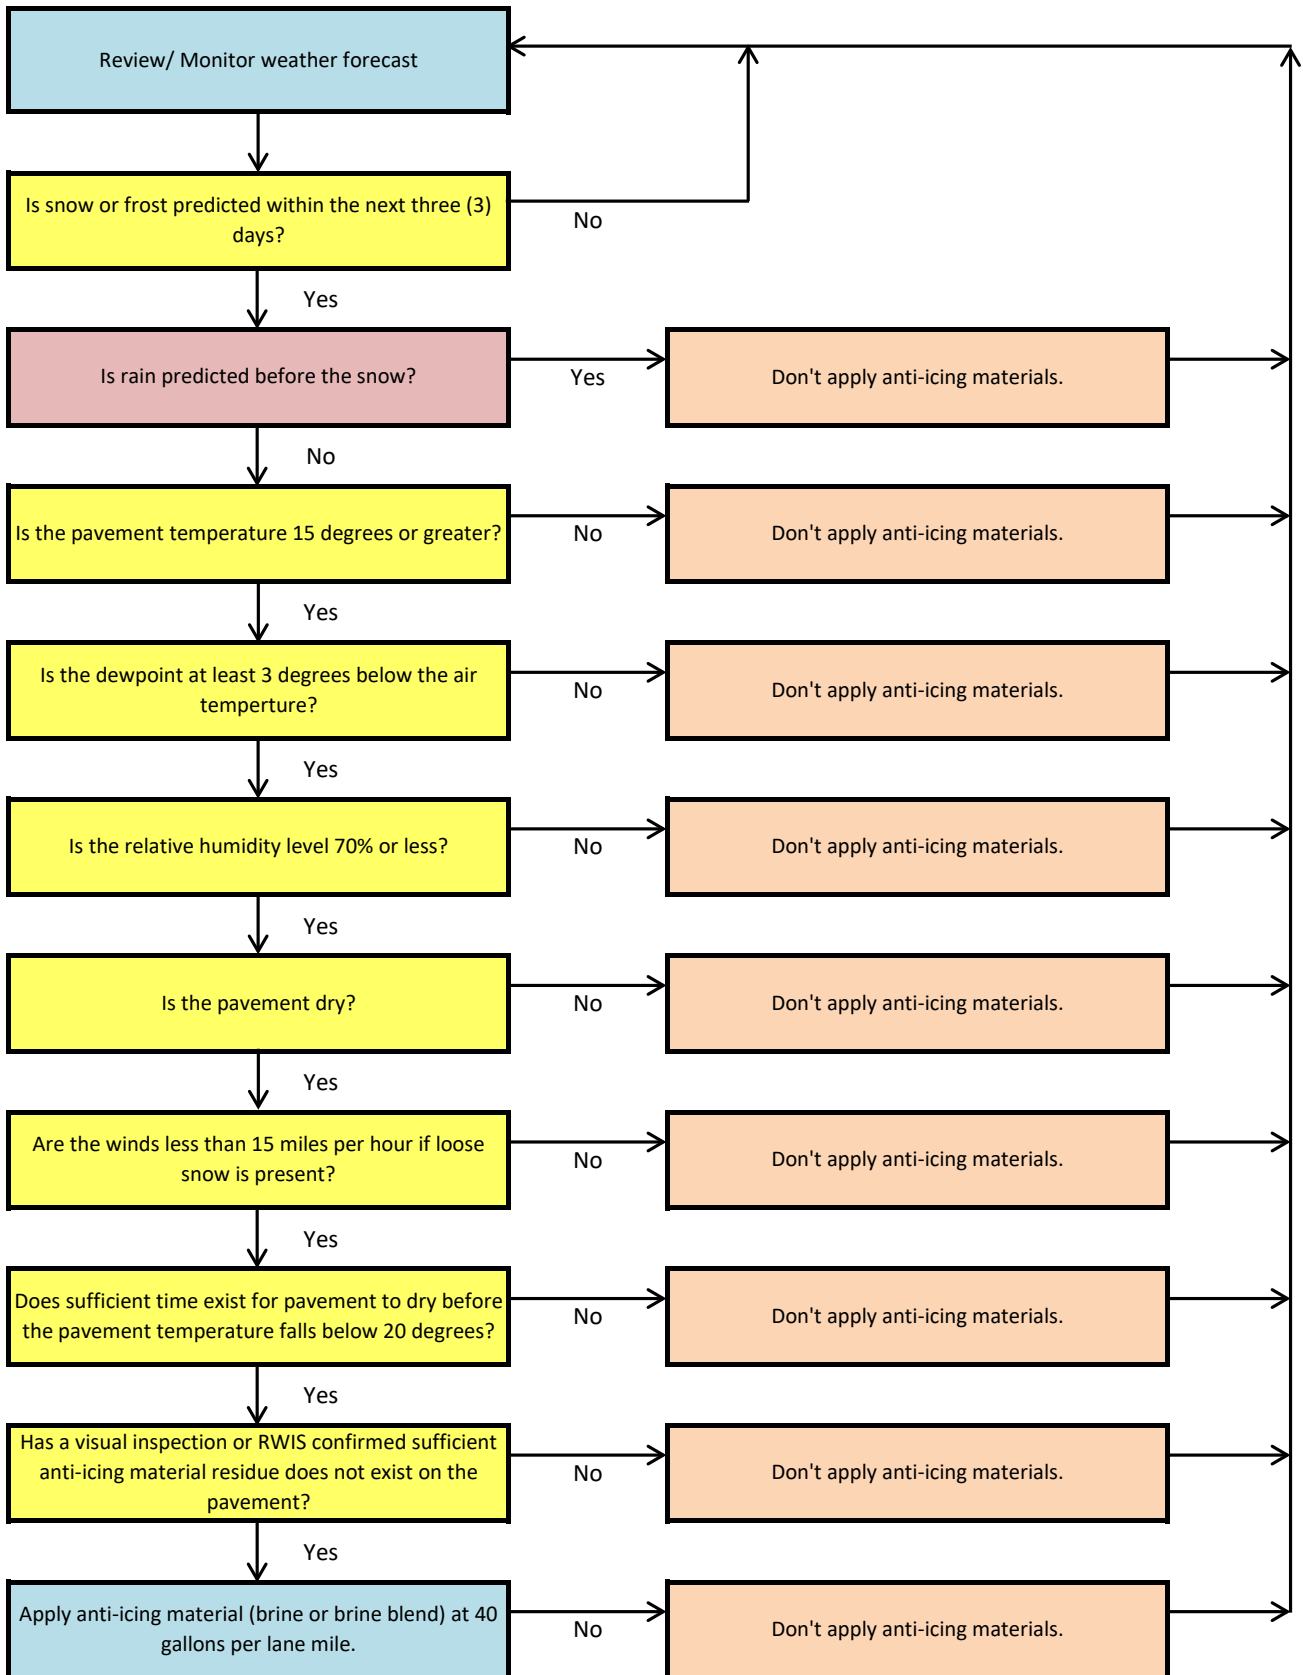 Review/ Monitor weather forecast
Is snow or frost predicted within the next three (3)
days?
No
Yes
Is rain predicted before the snow?
Yes
Don't apply anti-icing materials.
No
Is the pavement temperature 15 degrees or greater?
No
Don't apply anti-icing materials.
Yes
Is the dewpoint at least 3 degrees below the air
temperture?
No
Don't apply anti-icing materials.
Yes
Is the relative humidity level 70% or less?
No
Don't apply anti-icing materials.
Yes
Is the pavement dry?
No
Don't apply anti-icing materials.
Yes
Are the winds less than 15 miles per hour if loose
snow is present?
No
Don't apply anti-icing materials.
Yes
Does sufficient time exist for pavement to dry before
the pavement temperature falls below 20 degrees?
No
Don't apply anti-icing materials.
Yes
Has a visual inspection or RWIS confirmed sufficient
anti-icing material residue does not exist on the
pavement?
No
Don't apply anti-icing materials.
Yes
Apply anti-icing material (brine or brine blend) at 40
gallons per lane mile.
No
Don't apply anti-icing materials.